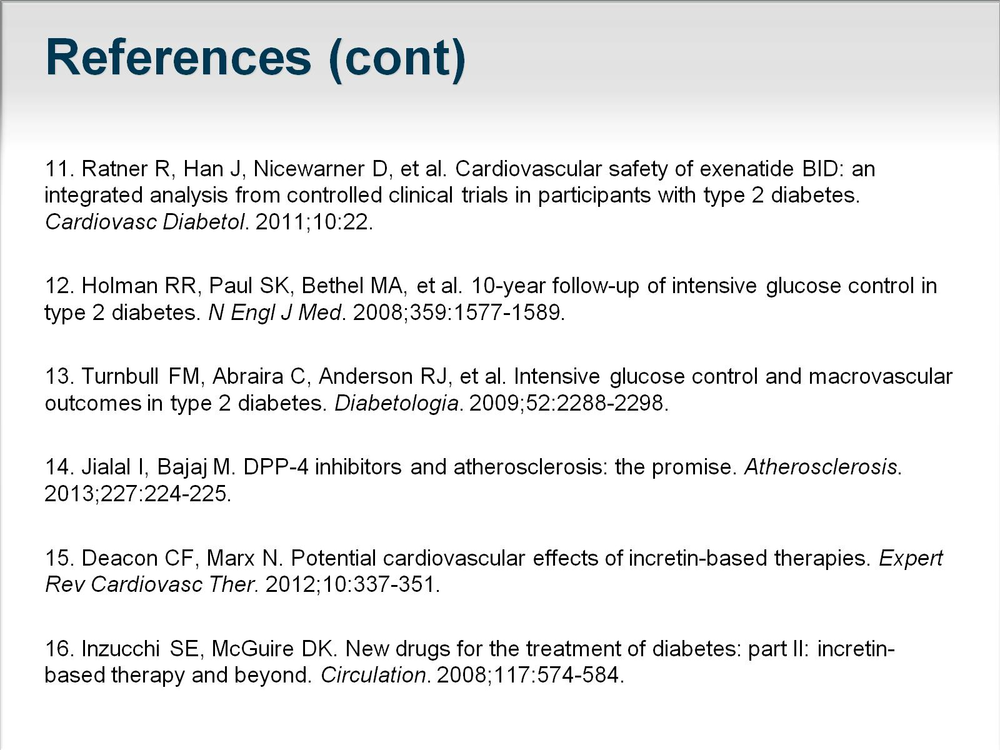 References (cont)
11. Ratner R, Han J, Nicewarner D, et al. Cardiovascular safety of exenatide BID: an
integrated analysis from controlled clinical trials in participants with type 2 diabetes.
Cardiovasc Diabetol. 2011;10:22.
12. Holman RR, Paul SK, Bethel MA, et al. 10-year follow-up of intensive glucose control in
type 2 diabetes. N Engl J Med. 2008;359:1577-1589.
13. Turnbull FM, Abraira C, Anderson RJ, et al. Intensive glucose control and macrovascular
outcomes in type 2 diabetes. Diabetologia. 2009;52:2288-2298.
14. Jialal I, Bajaj M. DPP-4 inhibitors and atherosclerosis: the promise. Atherosclerosis.
2013;227:224-225.
15. Deacon CF, Marx N. Potential cardiovascular effects of incretin-based therapies. Expert
Rev Cardiovasc Ther. 2012;10:337-351.
16. Inzucchi SE, McGuire DK. New drugs for the treatment of diabetes: part II: incretin-
based therapy and beyond. Circulation. 2008;117:574-584.